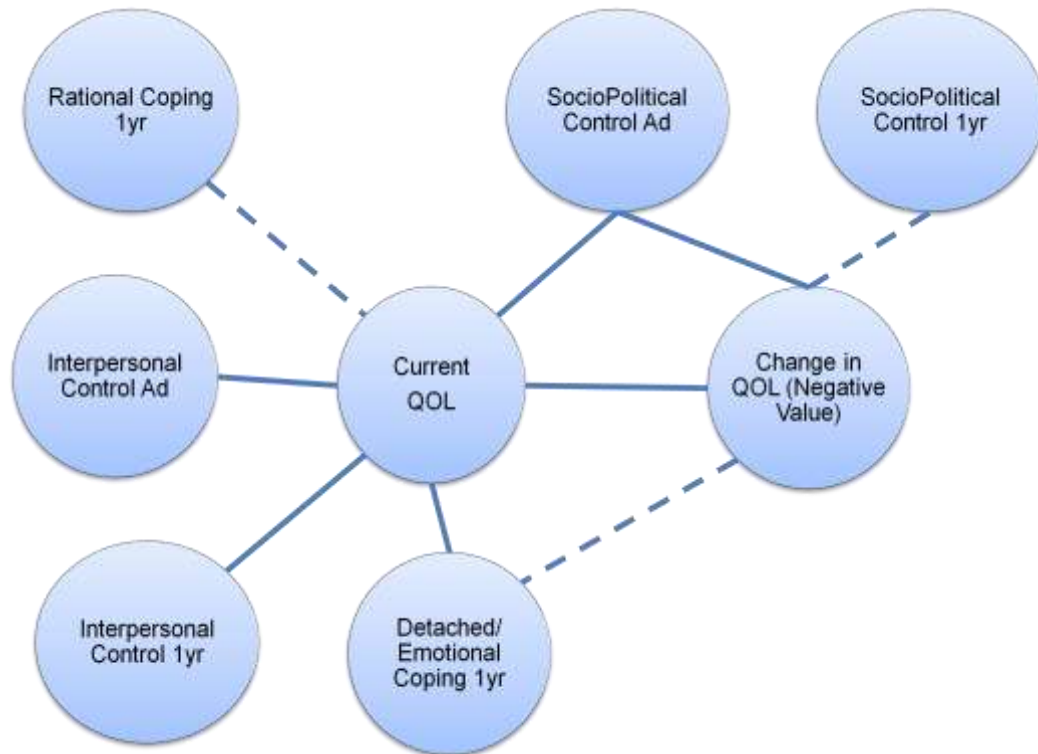 Rational Coping
1yr
SocioPolitical
Control Ad
SocioPolitical
Control 1yr
Interpersonal
Control Ad
Current
QOL
Change in
QOL (Negative
Value)
Interpersonal
Control 1yr
Detached/
Emotional
Coping 1yr